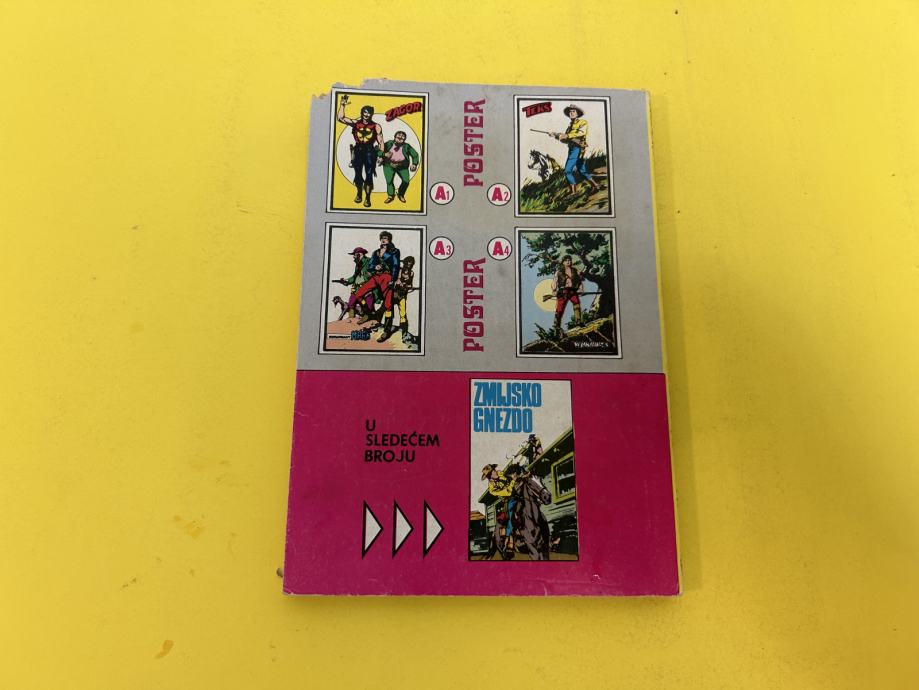 ZAGOR
POSTER
TEKS
A1
A2
A3
A4
POSTER
U
SLEDEĆEM
BROJU
ZMIJSKO
GNEZDO